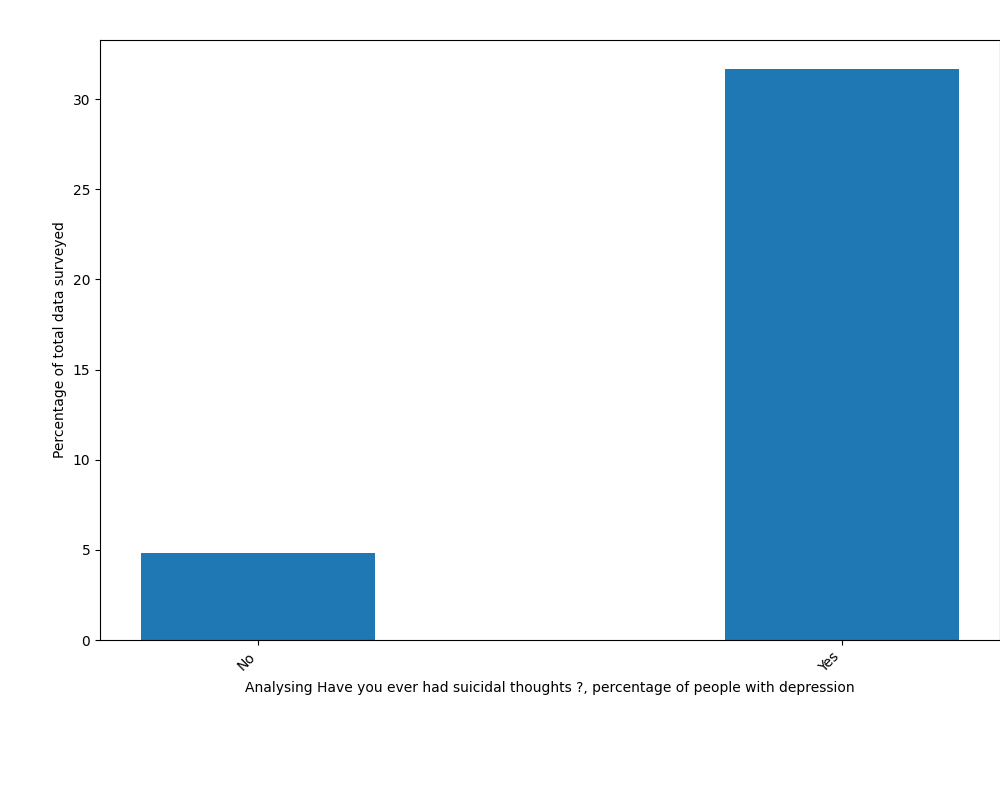 30
25
20
15
10
5
0
Percentage of total data surveyed
No
Yes
Analysing Have you ever had suicidal thoughts ?, percentage of people with depression